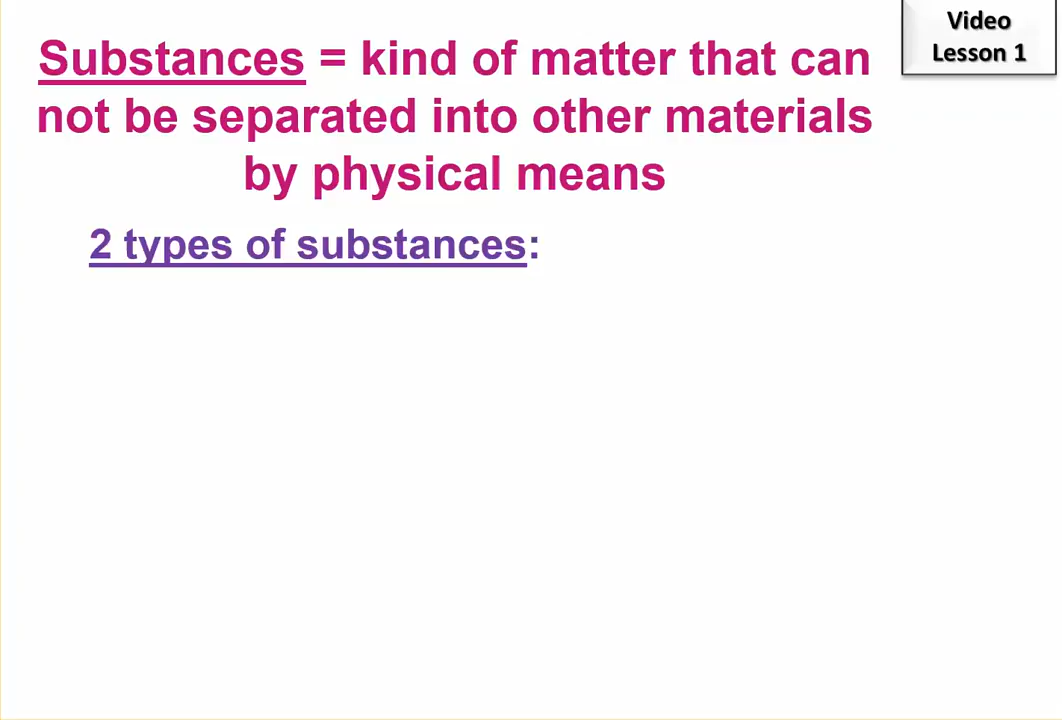 Video
Lesson 1
Substances = kind of matter that can
not be separated into other materials
by physical means
2 types of substances: